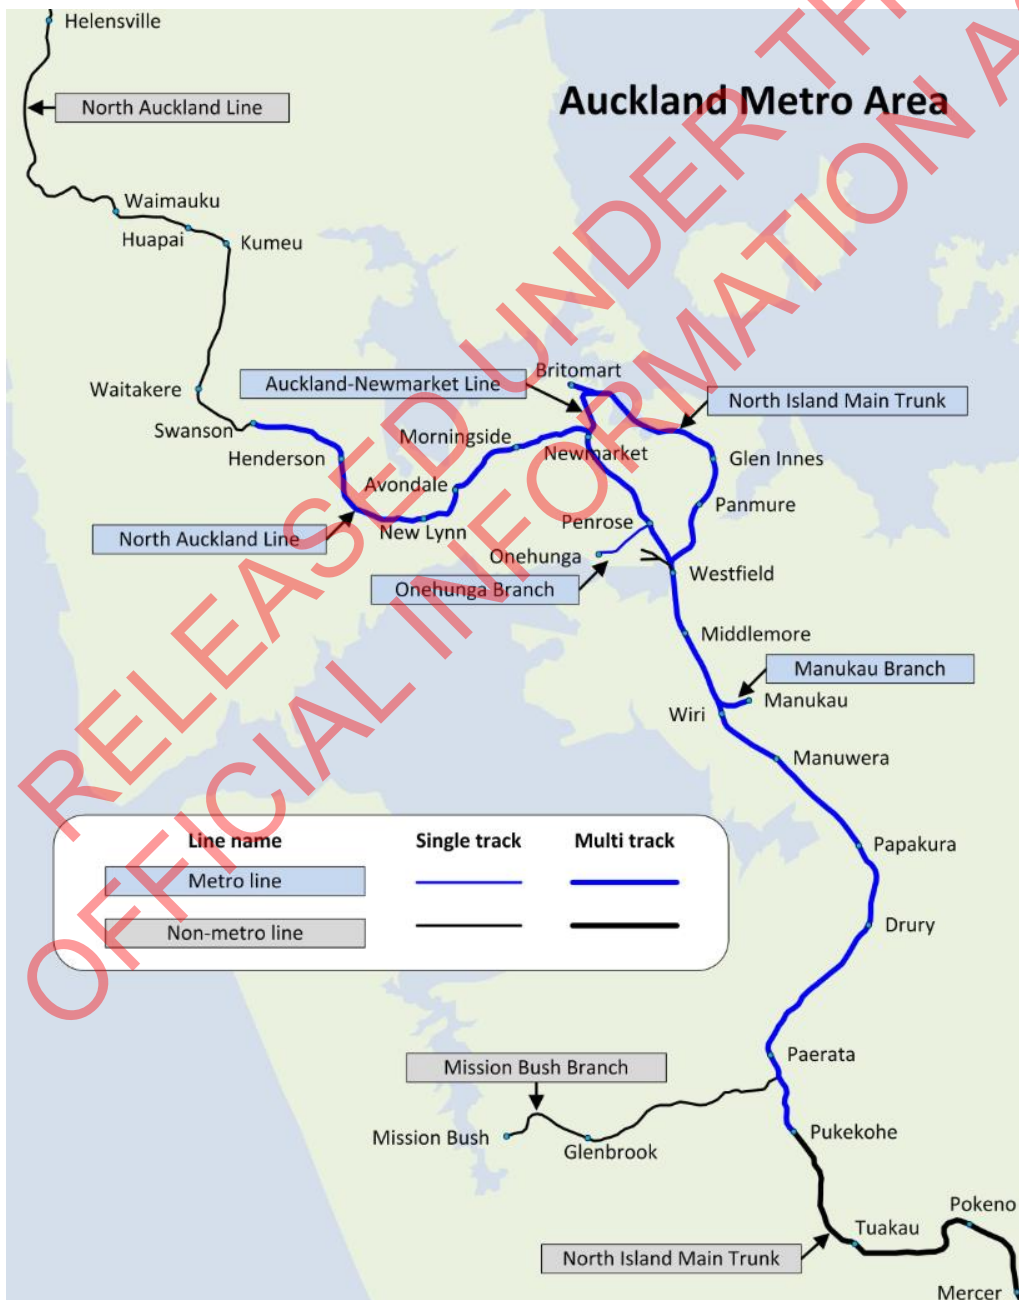 Helensville
Auckland Metro Area
North Auckland Line
Waimauku
Huapai
Kumeu
Britomart
Auckland-Newmarket Line
Waitakere
North Island Main Trunk
Swanson
Morningside
Newmarket
Henderson
Glen Innes
Avondale
Panmure
New Lynn
Penrose
North Auckland Line
Onehunga
Westfield
Onehunga Branch
Middlemore
Manukau Branch
Manukau
Wiri
Manuwera
Line name Single track Multi track
Metro line
Non-metro line
Papakura
Drury
Paerata
Mission Bush Branch
Mission Bush
Glenbrook
Pukekohe
Pokeno
Tuakau
North Island Main Trunk
Mercer
RELEASED UNDER TH
OFFICIAL INFORMATION A